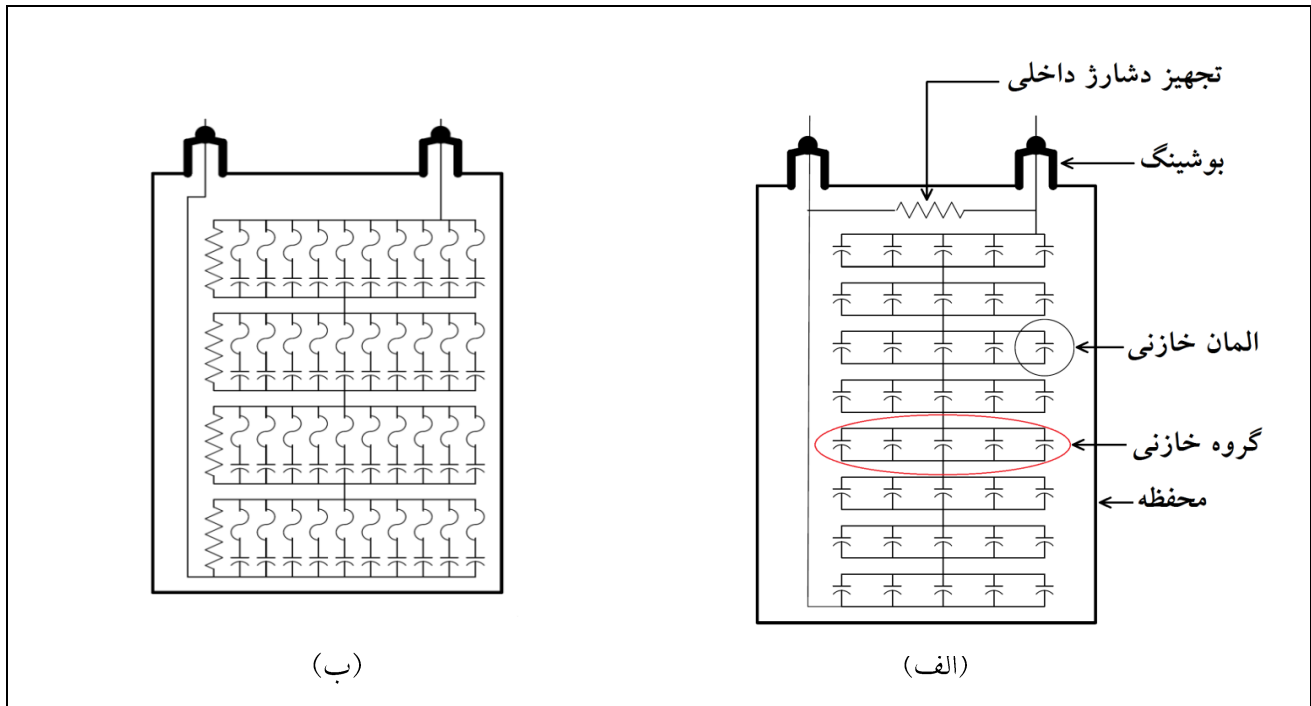 تجهیز دشارژ داخلی
بوشینگ
المان خازنی
گروه خازنی
محفظه
(الف)
(ب)